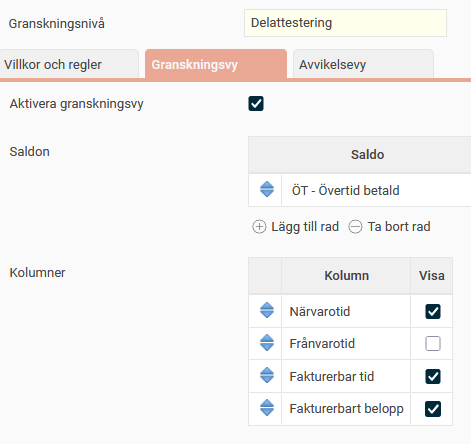 Granskningsnivå Delattestering
Villkor och regler Granskningsvy Avvikelsevy
Aktivera granskningsvy
Saldon Saldo
ÖT - Övertid betald
Lägg till rad Ta bort rad
Kolumner Kolumn Visa
Närvarotid
Frånvarotid
Fakturerbar tid
Fakturerbart belopp